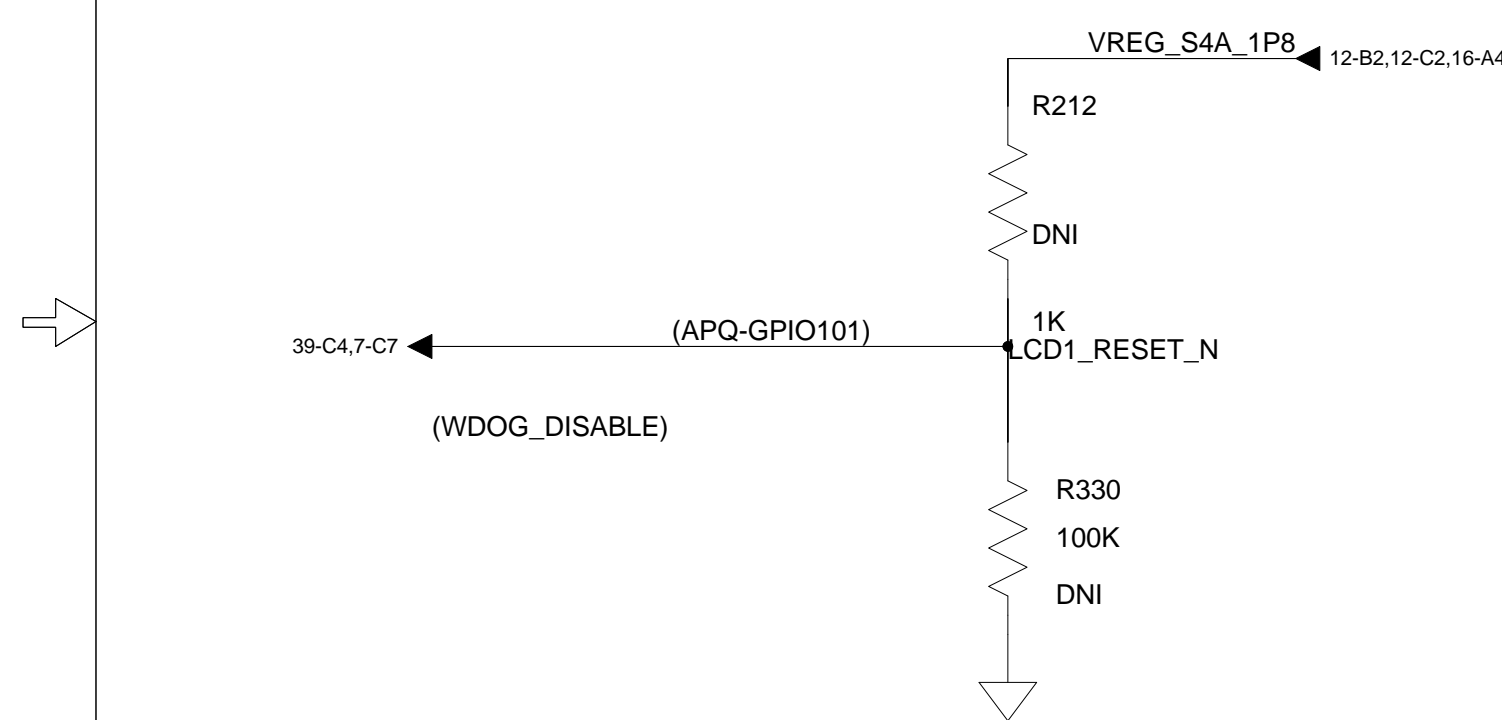 VREG_S4A_1P8
12-B2,12-C2,16-A4
R212
DNI
1K
(APQ-GPIO101)
39-C4,7-C7
LCD1_RESET_N
(WDOG_DISABLE)
R330
100K
DNI